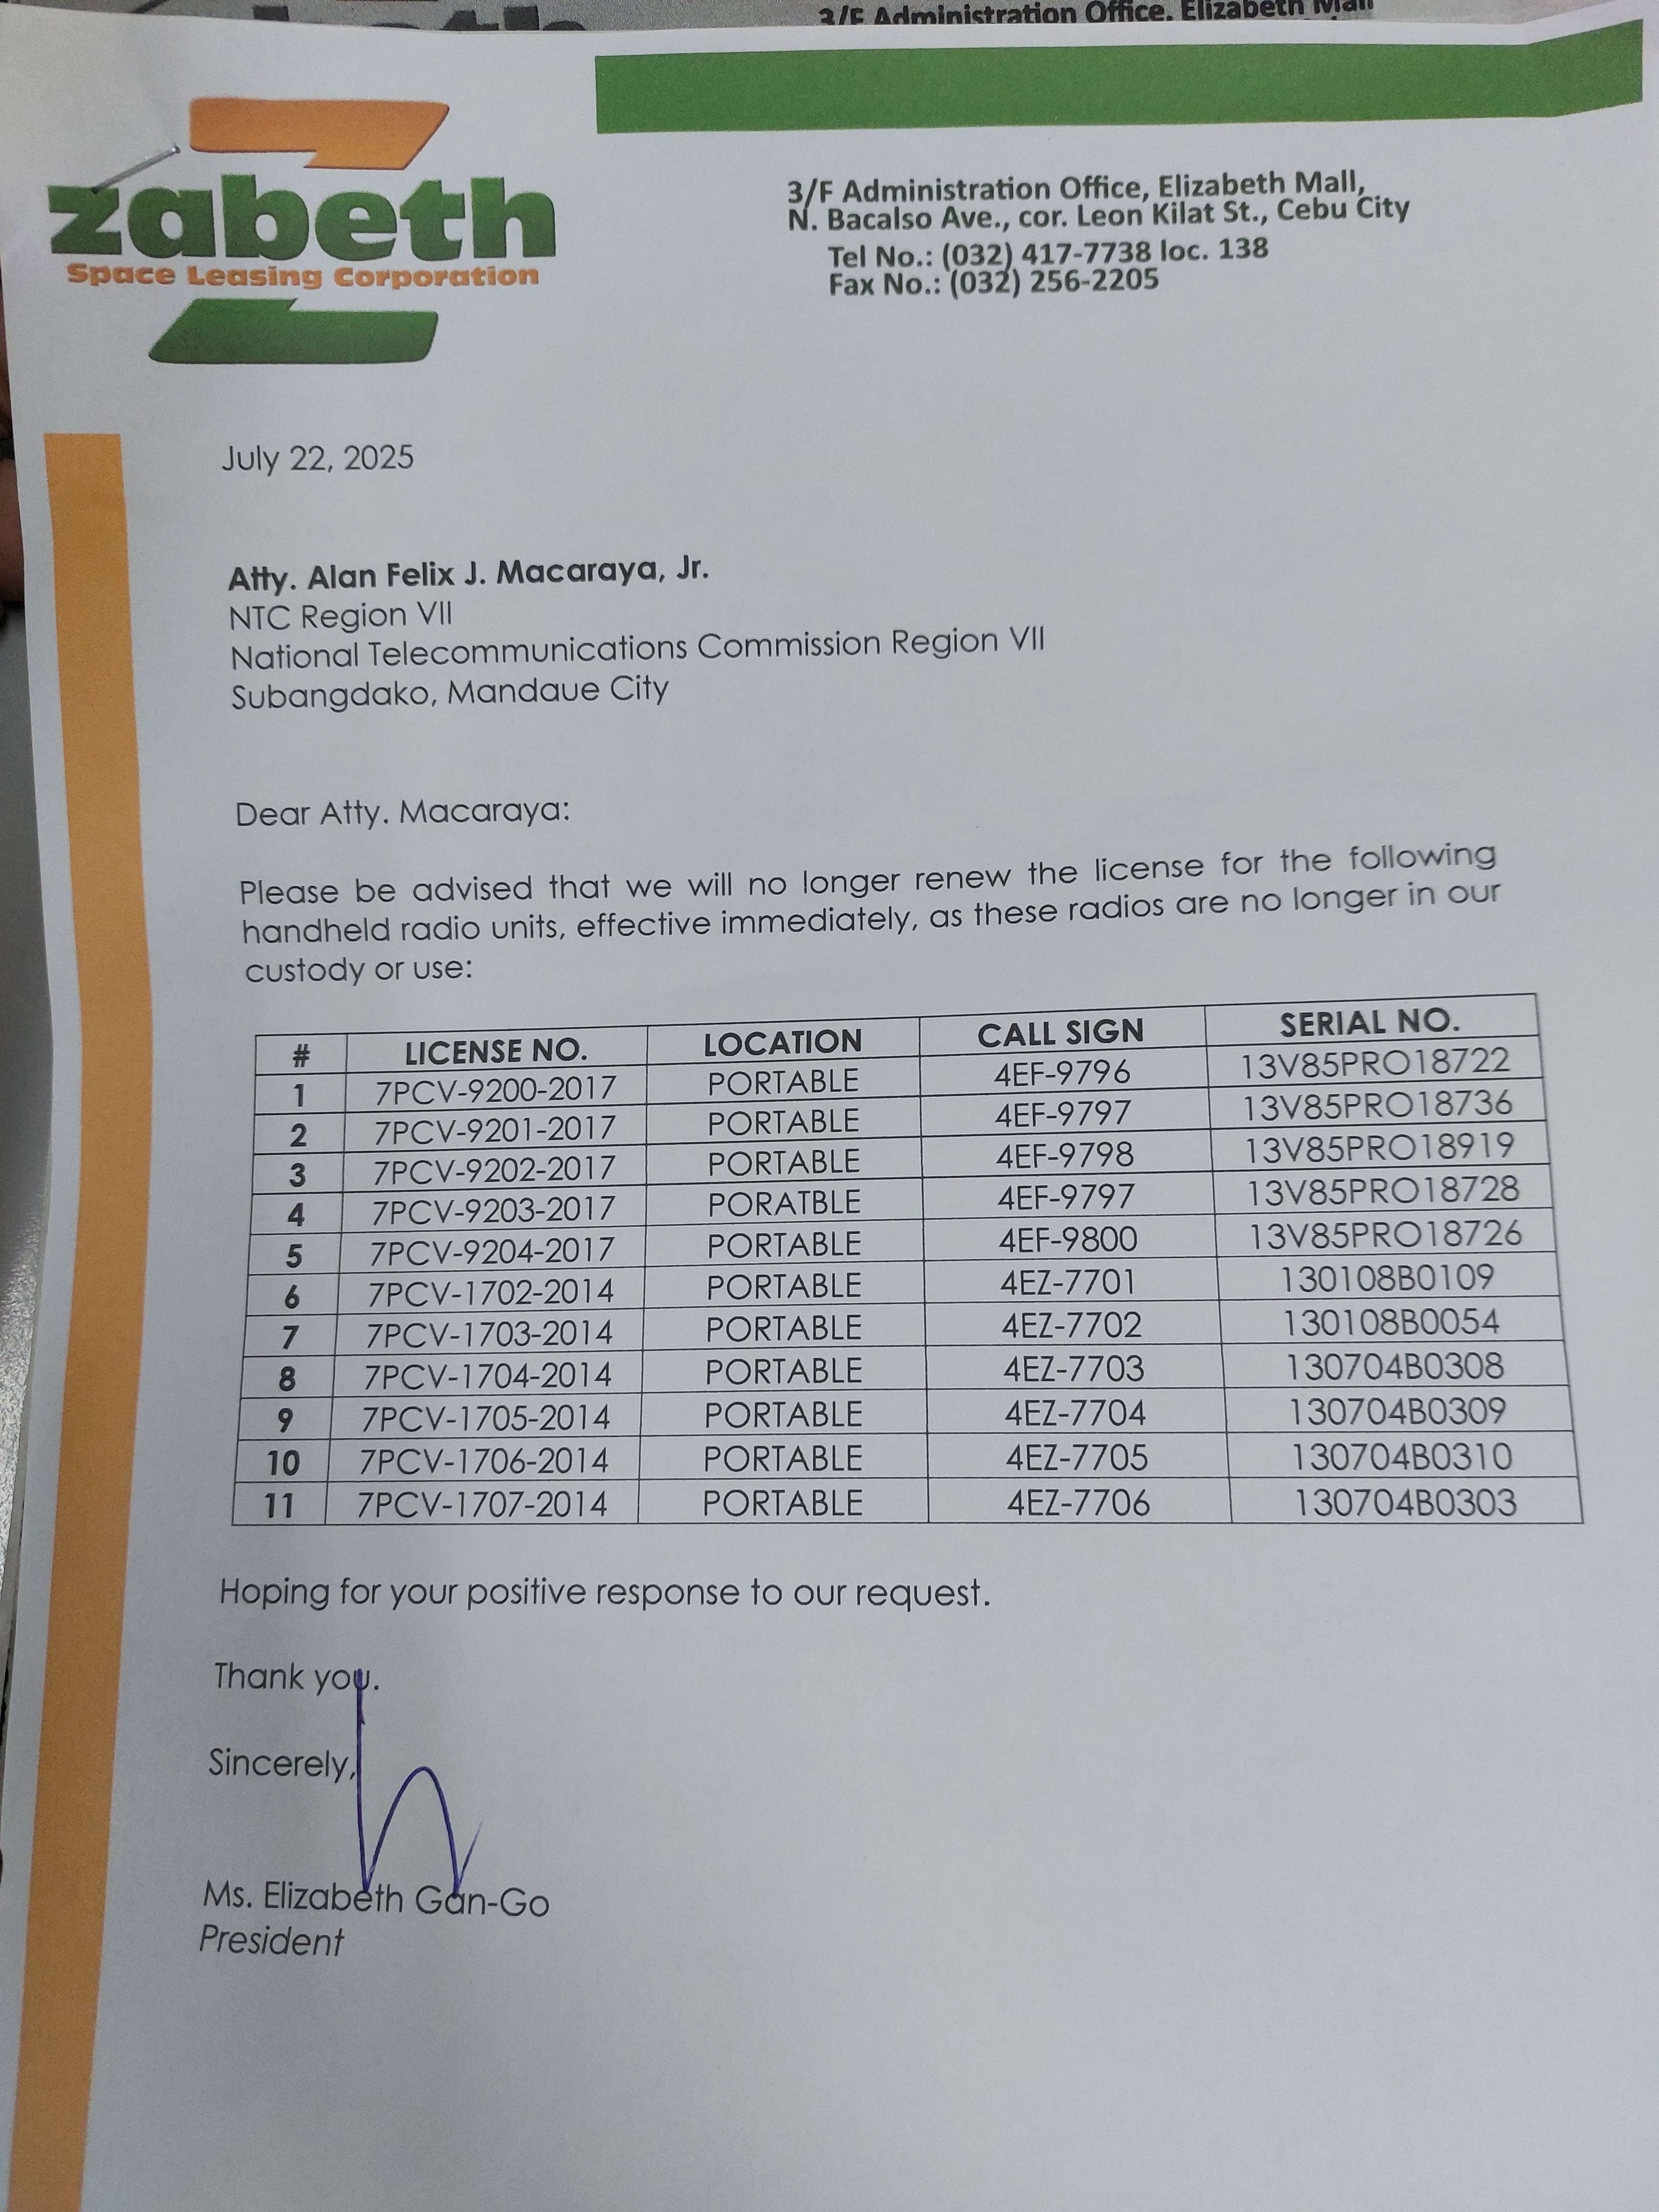 3/F Administration Office, Elizabeth Mall
zabeth
Space Leasing Corporation
3/F Administration Office, Elizabeth Mall,
N. Bacalso Ave., cor. Leon Kilat St., Cebu City
Tel No.: (032) 417-7738 loc. 138
Fax No.: (032) 256-2205
July 22, 2025
Atty. Alan Felix J. Macaraya, Jr.
NTC Region VII
National Telecommunications Commission Region VII
Subangdako, Mandaue City
Dear Atty. Macaraya:
Please be advised that we will no longer renew the license for the following
handheld radio units, effective immediately, as these radios are no longer in our
custody or use:
# LICENSE NO. LOCATION CALL SIGN SERIAL NO.
1 7PCV-9200-2017 PORTABLE 4EF-9796 13V85PRO18722
2 7PCV-9201-2017 PORTABLE 4EF-9797 13V85PRO18736
3 7PCV-9202-2017 PORTABLE 4EF-9798 13V85PRO18919
4 7PCV-9203-2017 PORATBLE 4EF-9797 13V85PRO18728
5 7PCV-9204-2017 PORTABLE 4EF-9800 13V85PRO18726
6 7PCV-1702-2014 PORTABLE 4EZ-7701 130108B0109
7 7PCV-1703-2014 PORTABLE 4EZ-7702 130108B0054
8 7PCV-1704-2014 PORTABLE 4EZ-7703 130704B0308
9 7PCV-1705-2014 PORTABLE 4EZ-7704 130704B0309
10 7PCV-1706-2014 PORTABLE 4EZ-7705 130704B0310
11 7PCV-1707-2014 PORTABLE 4EZ-7706 130704B0303
Hoping for your positive response to our request.
Thank you.
Sincerely,
Ms. Elizabeth Gan-Go
President